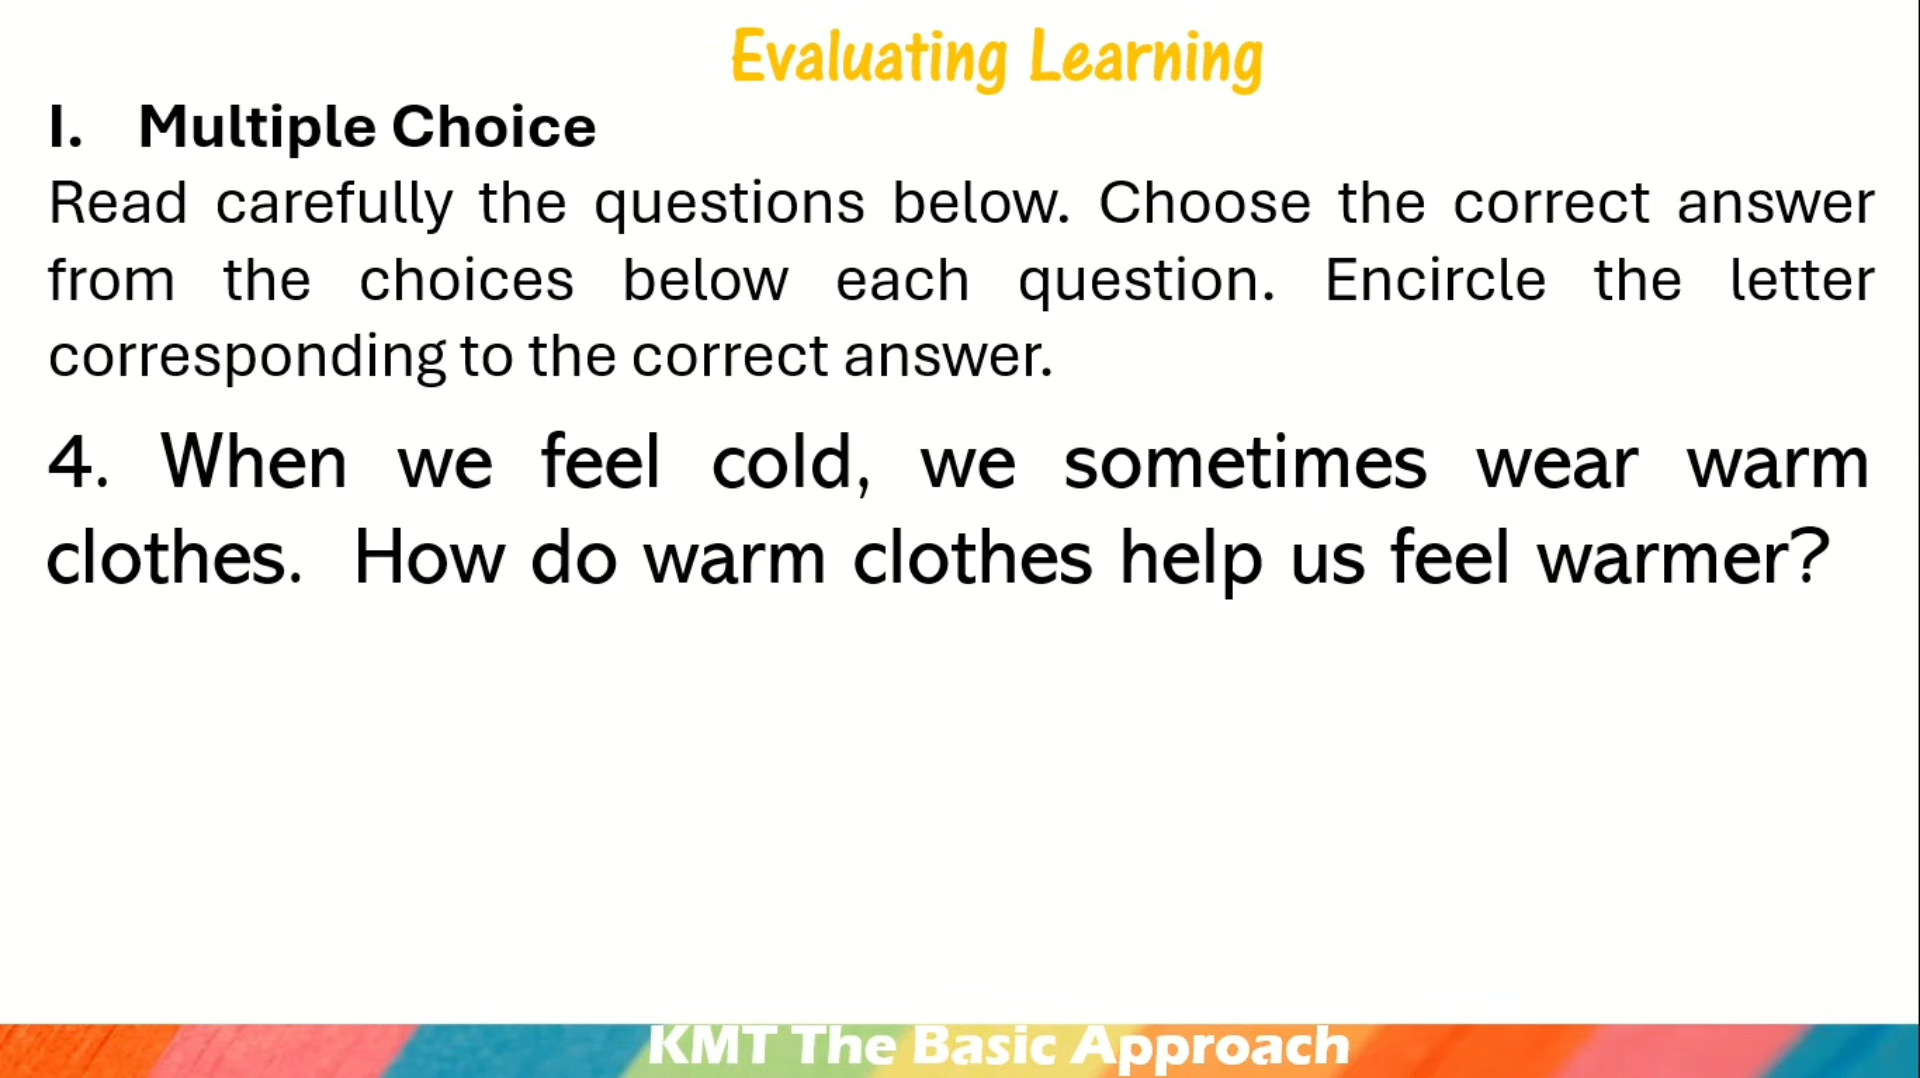 Evaluating Learning
I. Multiple Choice
Read carefully the questions below. Choose the correct answer
from the choices below each question. Encircle the letter
corresponding to the correct answer.
4. When we feel cold, we sometimes wear warm
clothes. How do warm clothes help us feel warmer?
KMT The Basic Approach